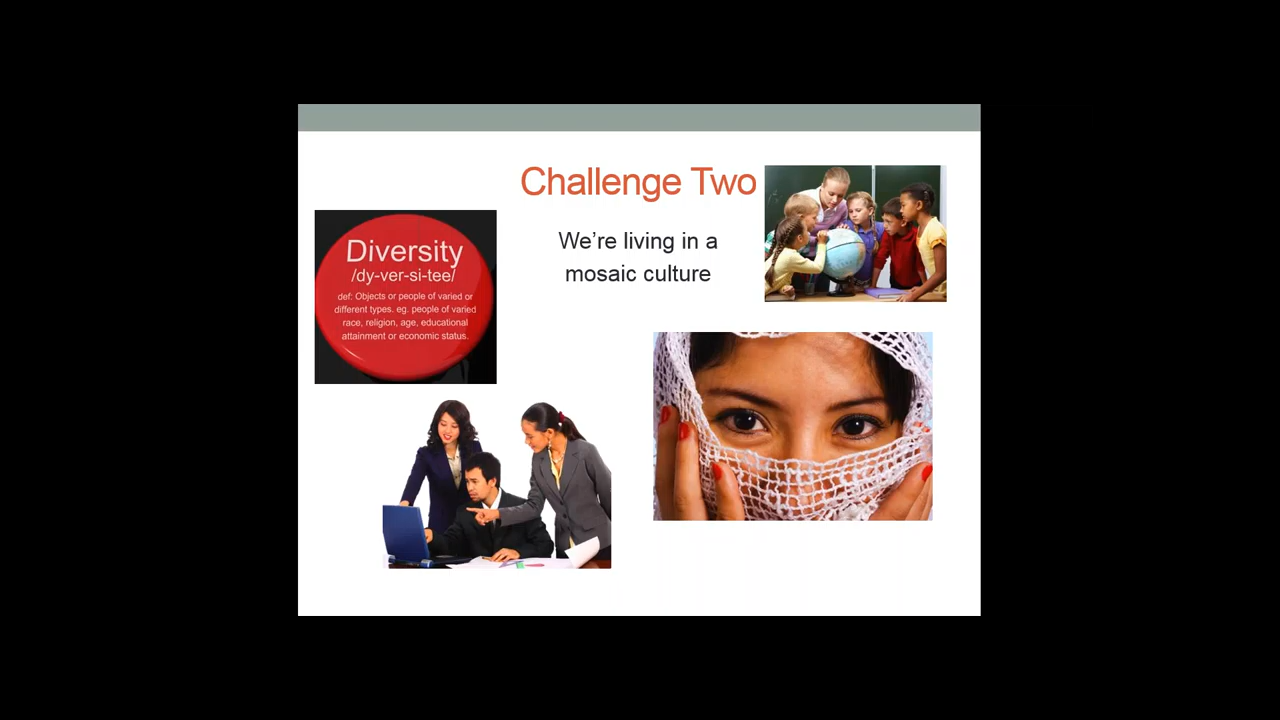 Challenge Two
We’re living in a
mosaic culture
Diversity
/dy-ver-si-tee/
def: Objects or people of varied or
different types. eg. people of varied
race, religion, age, educational
attainment or economic status.